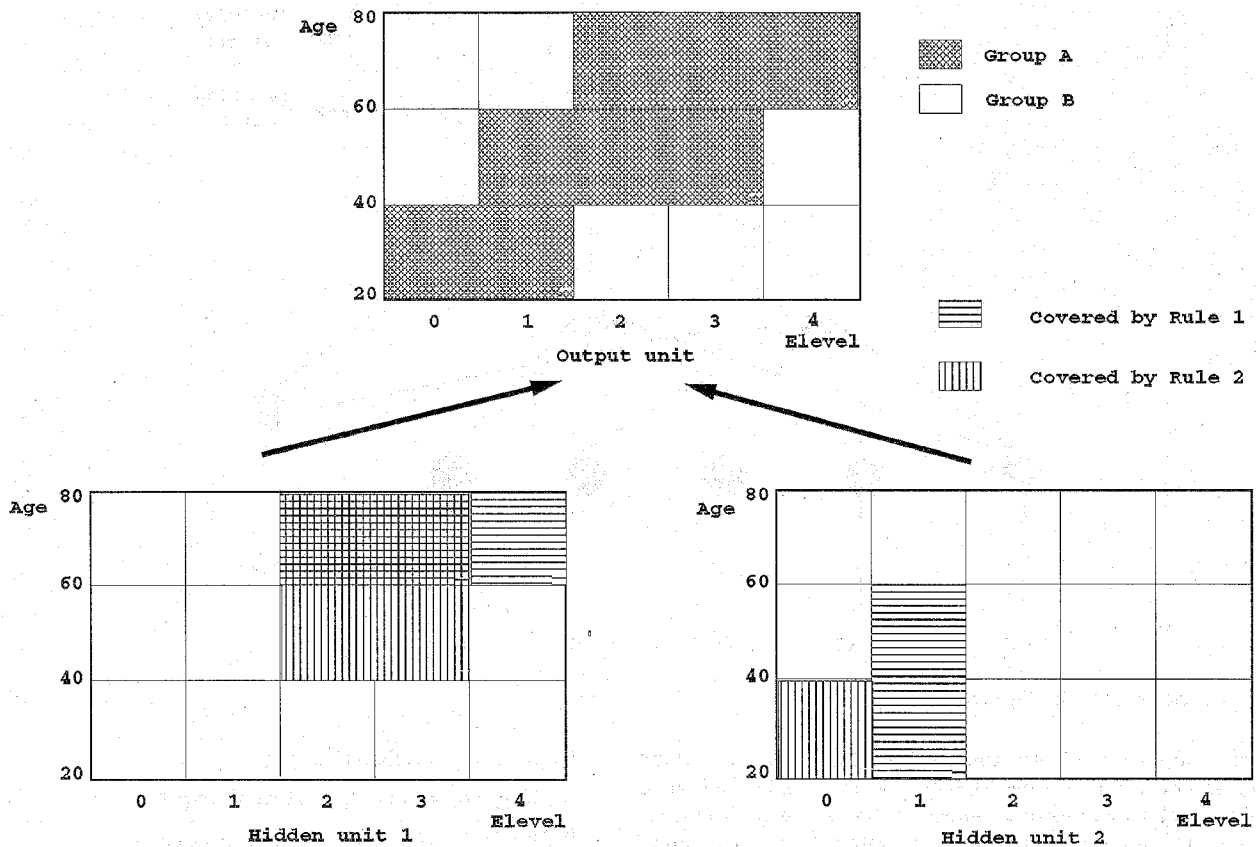 Age
80
60
40
20
0 1 2 3 4
Elevel
Output unit
Group A
Group B
Covered by Rule 1
Covered by Rule 2
Age
80
60
40
20
0 1 2 3 4
Elevel
Hidden unit 1
Age
80
60
40
20
0 1 2 3 4
Elevel
Hidden unit 2